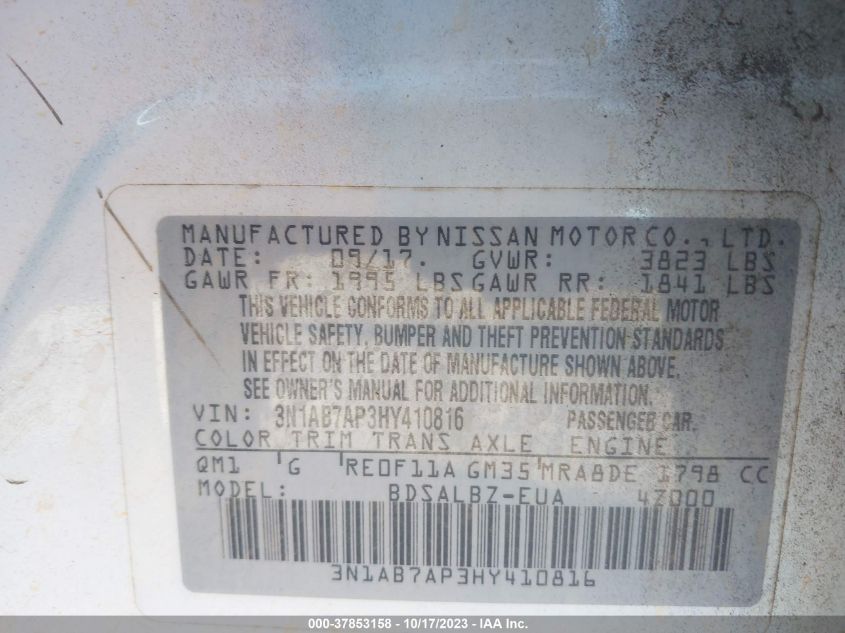 MANUFACTURED BY NISSAN MOTOR CO., LTD.
DATE: 09/17. GVWR: 3823 LBS
GAWR FR: 1995 LBS GAWR RR: 1841 LBS
THIS VEHICLE CONFORMS TO ALL APPLICABLE FEDERAL MOTOR
VEHICLE SAFETY, BUMPER AND THEFT PREVENTION STANDARDS
IN EFFECT ON THE DATE OF MANUFACTURE SHOWN ABOVE.
SEE OWNER'S MANUAL FOR ADDITIONAL INFORMATION.
VIN: 3N1AB7AP3HY410816 PASSENGER CAR.
COLOR TRIM TRANS AXLE ENGINE
QM1 G RE0F11A GM35 MRA8DE 1798 CC
MODEL: BDSALBZ-EUA 4Z000
3N1AB7AP3HY410816
000-37853158 - 10/17/2023 - IAA Inc.